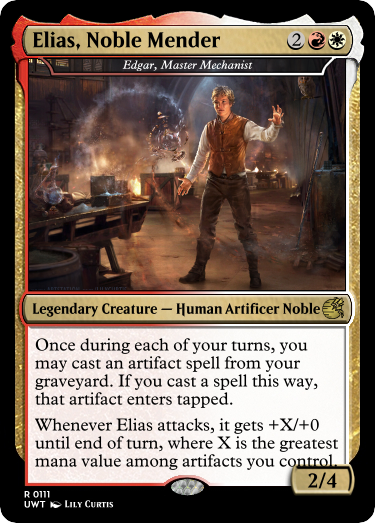 Elias, Noble Mender 2
Edgar, Master Mechanist
Legendary Creature — Human Artificer Noble
Once during each of your turns, you
may cast an artifact spell from your
graveyard. If you cast a spell this way,
that artifact enters tapped.
Whenever Elias attacks, it gets +X/+0
until end of turn, where X is the greatest
mana value among artifacts you control.
2/4
R 0111
UWT Lily Curtis